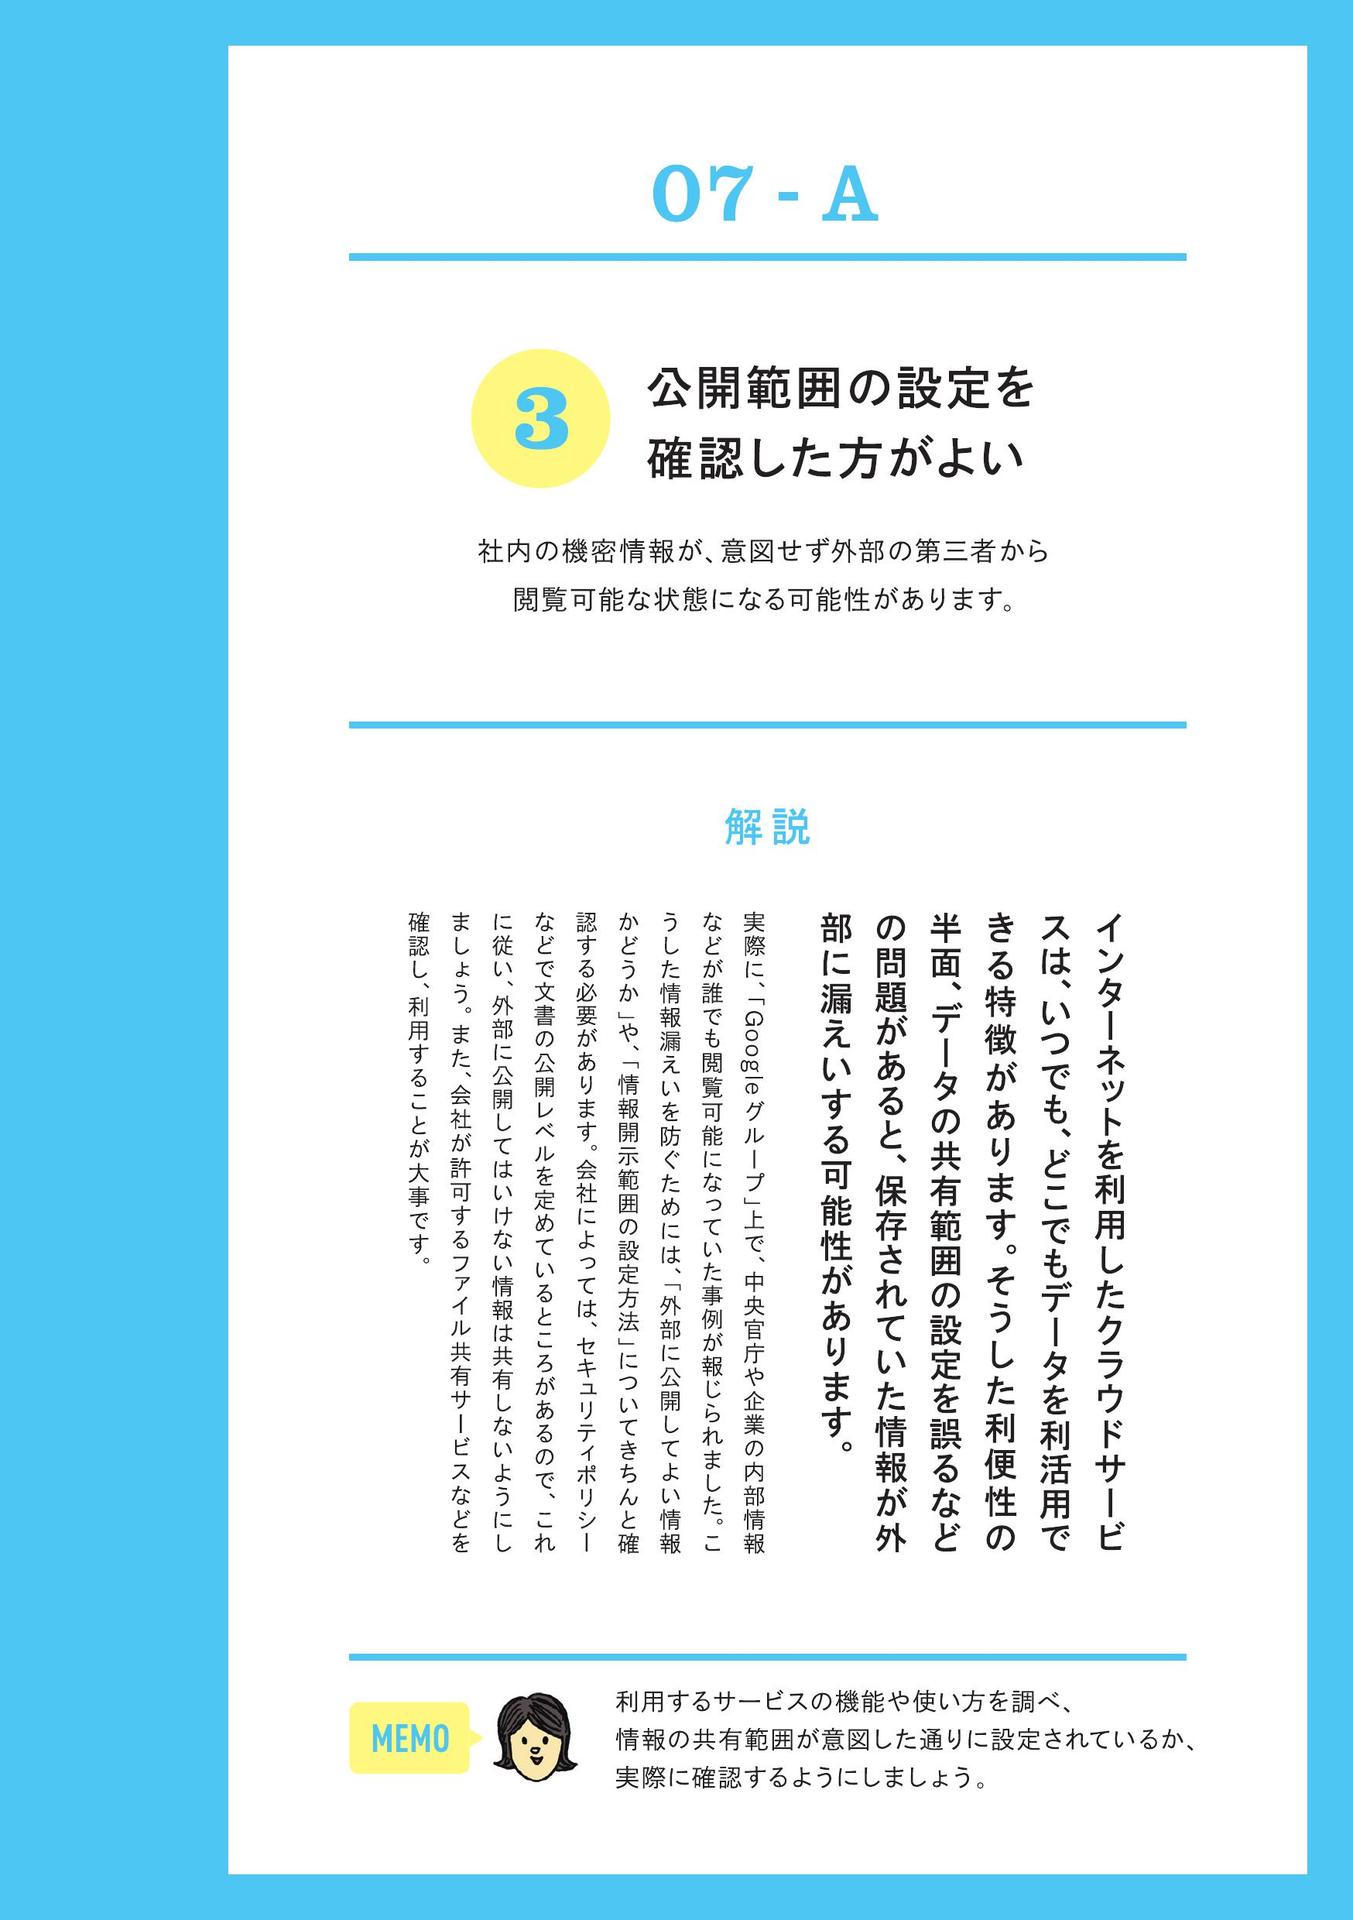 07 - A
3
公開範囲の設定を
確認した方がよい
社内の機密情報が、意図せず外部の第三者から
閲覧可能な状態になる可能性があります。
解説
インターネットを利用したクラウドサービ
スは、いつでも、どこでもデータを利活用で
きる特徴があります。そうした利便性の
半面、データの共有範囲の設定を誤るなど
の問題があると、保存されていた情報が外
部に漏えいする可能性があります。
実際に、「Googleグループ」上で、中央官庁や企業の内部情報
などが誰でも閲覧可能になっていた事例が報じられました。こ
うした情報漏えいを防ぐためには、「外部に公開してよい情報
かどうか」や、「情報開示範囲の設定方法」についてきちんと確
認する必要があります。会社によっては、セキュリティポリシー
などで文書の公開レベルを定めているところがあるので、これ
に従い、外部に公開してはいけない情報は共有しないようにし
ましょう。また、会社が許可するファイル共有サービスなどを
確認し、利用することが大事です。
MEMO
利用するサービスの機能や使い方を調べ、
情報の共有範囲が意図した通りに設定されているか、
実際に確認するようにしましょう。